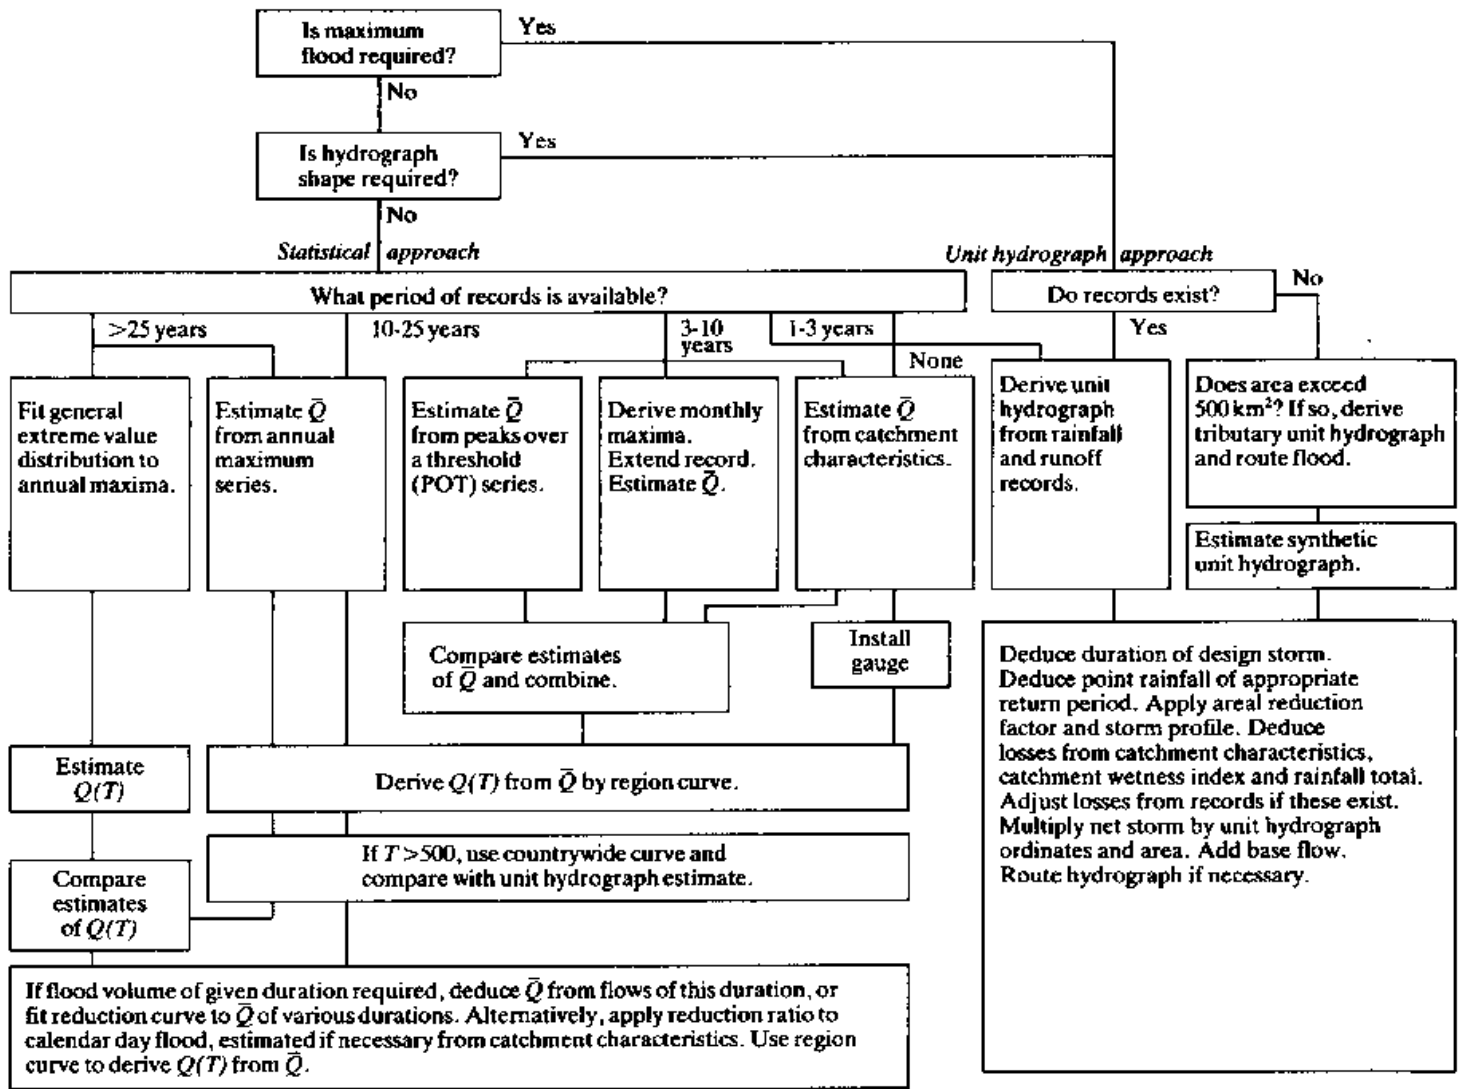 Is maximum
flood required?
Yes
No
Is hydrograph
shape required?
Yes
No
Statistical approach
Unit hydrograph approach
What period of records is available?
Do records exist?
No
>25 years
10-25 years
3-10
years
1-3 years
None
Yes
Fit general
extreme value
distribution to
annual maxima.
Estimate Q̄
from annual
maximum
series.
Estimate Q̄
from peaks over
a threshold
(POT) series.
Derive monthly
maxima.
Extend record.
Estimate Q̄.
Estimate Q̄
from catchment
characteristics.
Derive unit
hydrograph
from rainfall
and runoff
records.
Does area exceed
500 km²? If so, derive
tributary unit hydrograph
and route flood.
Estimate synthetic
unit hydrograph.
Compare estimates
of Q̄ and combine.
Install
gauge
Deduce duration of design storm.
Deduce point rainfall of appropriate
return period. Apply areal reduction
factor and storm profile. Deduce
losses from catchment characteristics,
catchment wetness index and rainfall total.
Adjust losses from records if these exist.
Multiply net storm by unit hydrograph
ordinates and area. Add base flow.
Route hydrograph if necessary.
Estimate
Q(T)
Derive Q(T) from Q̄ by region curve.
If T >500, use countrywide curve and
compare with unit hydrograph estimate.
Compare
estimates
of Q(T)
If flood volume of given duration required, deduce Q̄ from flows of this duration, or
fit reduction curve to Q̄ of various durations. Alternatively, apply reduction ratio to
calendar day flood, estimated if necessary from catchment characteristics. Use region
curve to derive Q(T) from Q̄.